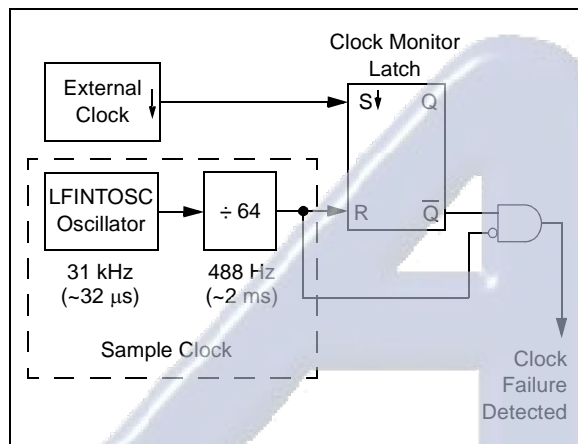 Clock Monitor
Latch
External
Clock
S
Q
LFINTOSC
Oscillator
÷ 64
R
Q
31 kHz
(~32 μs)
488 Hz
(~2 ms)
Sample Clock
Clock
Failure
Detected